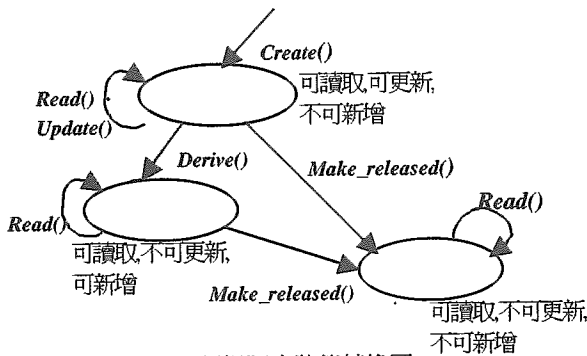 Create()
可讀取,可更新,
不可新增
Read()
Update()
Derive()
Make_released()
Read()
Read()
可讀取,不可更新,
可新增
Make_released()
可讀取,不可更新,
不可新增